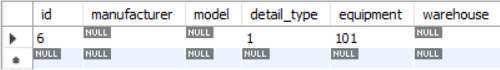 id manufacturer model detail_type equipment warehouse
6 NULL NULL 1 101 NULL
NULL NULL NULL NULL NULL NULL